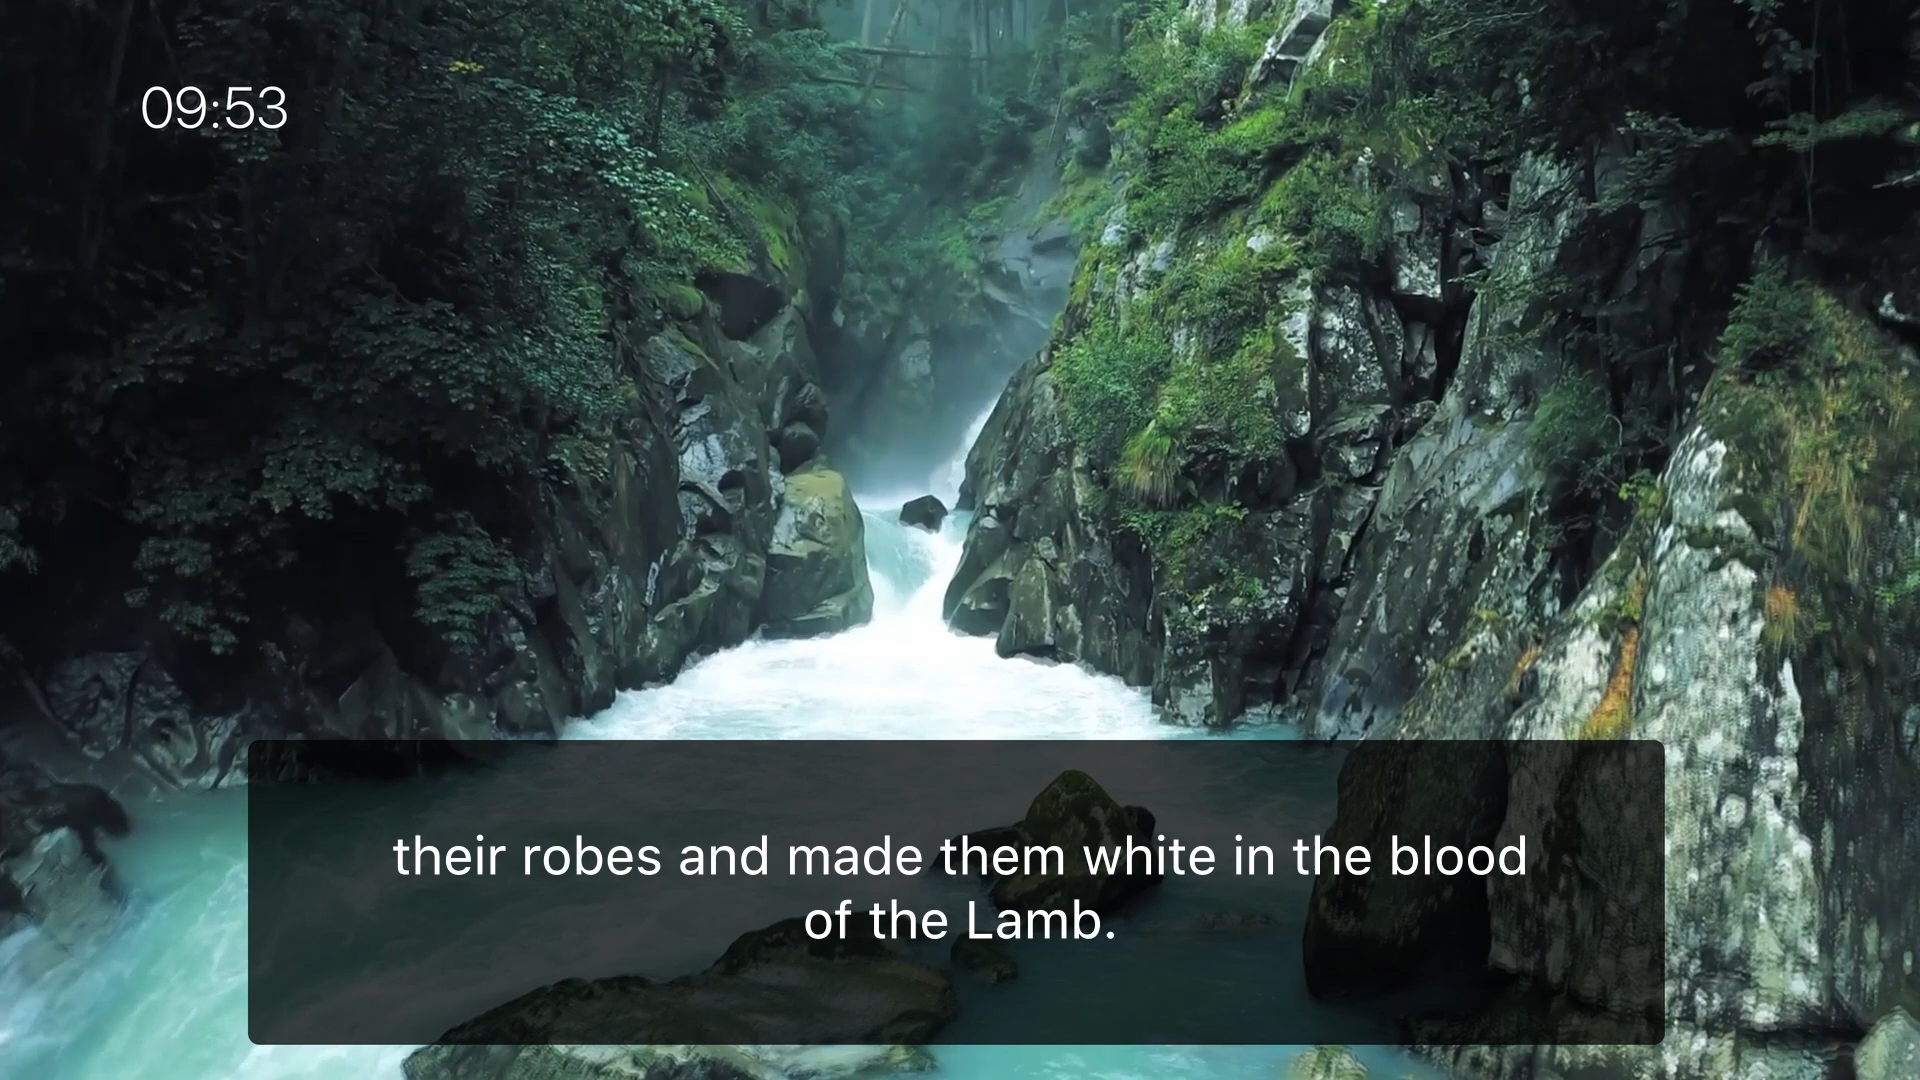 09:53
their robes and made them white in the blood
of the Lamb.